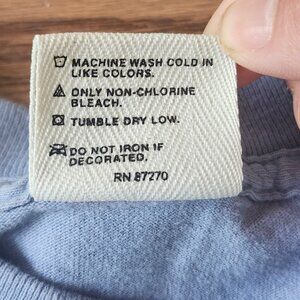 MACHINE WASH COLD IN
LIKE COLORS.
ONLY NON-CHLORINE
BLEACH.
TUMBLE DRY LOW.
DO NOT IRON IF
DECORATED.
RN 87270